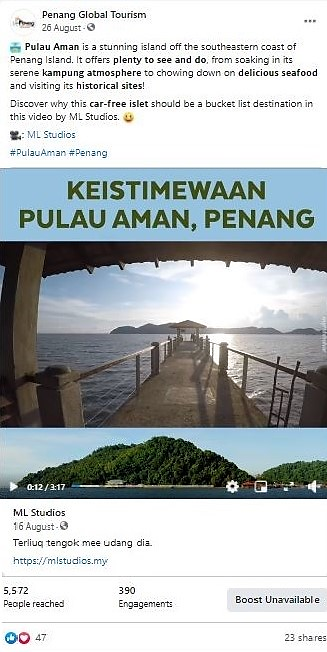 Penang Global Tourism
26 August ·
Pulau Aman is a stunning island off the southeastern coast of
Penang Island. It offers plenty to see and do, from soaking in its
serene kampung atmosphere to chowing down on delicious seafood
and visiting its historical sites!
Discover why this car-free islet should be a bucket list destination in
this video by ML Studios.
: ML Studios
#PulauAman #Penang
KEISTIMEWAAN
PULAU AMAN, PENANG
0:12 / 3:17
ML Studios
16 August ·
Terliuq tengok mee udang dia.
https://mlstudios.my
5,572
People reached
390
Engagements
Boost Unavailable
47
23 shares